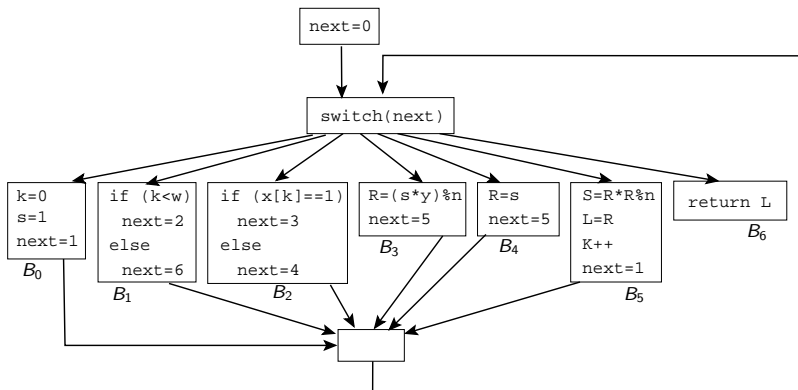 next=0
switch(next)
k=0
s=1
next=1
B0
if (k<w)
next=2
else
next=6
B1
if (x[k]==1)
next=3
else
next=4
B2
R=(s*y)%n
next=5
B3
R=s
next=5
B4
S=R*R%n
L=R
K++
next=1
B5
return L
B6